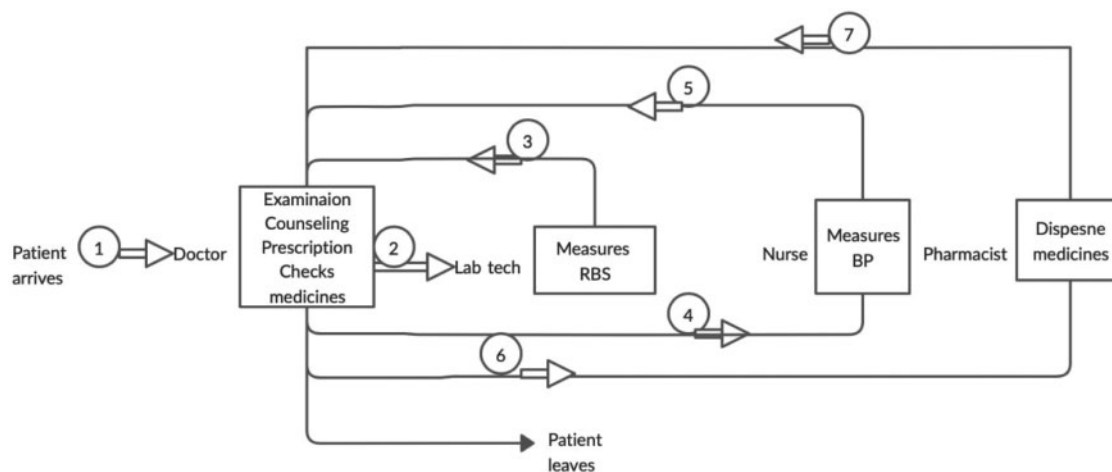 7
5
3
Patient
arrives
1
Doctor
Examinaion
Counseling
Prescription
Checks
medicines
2
Lab tech
Measures
RBS
Nurse
Measures
BP
Pharmacist
Dispesne
medicines
4
6
Patient
leaves